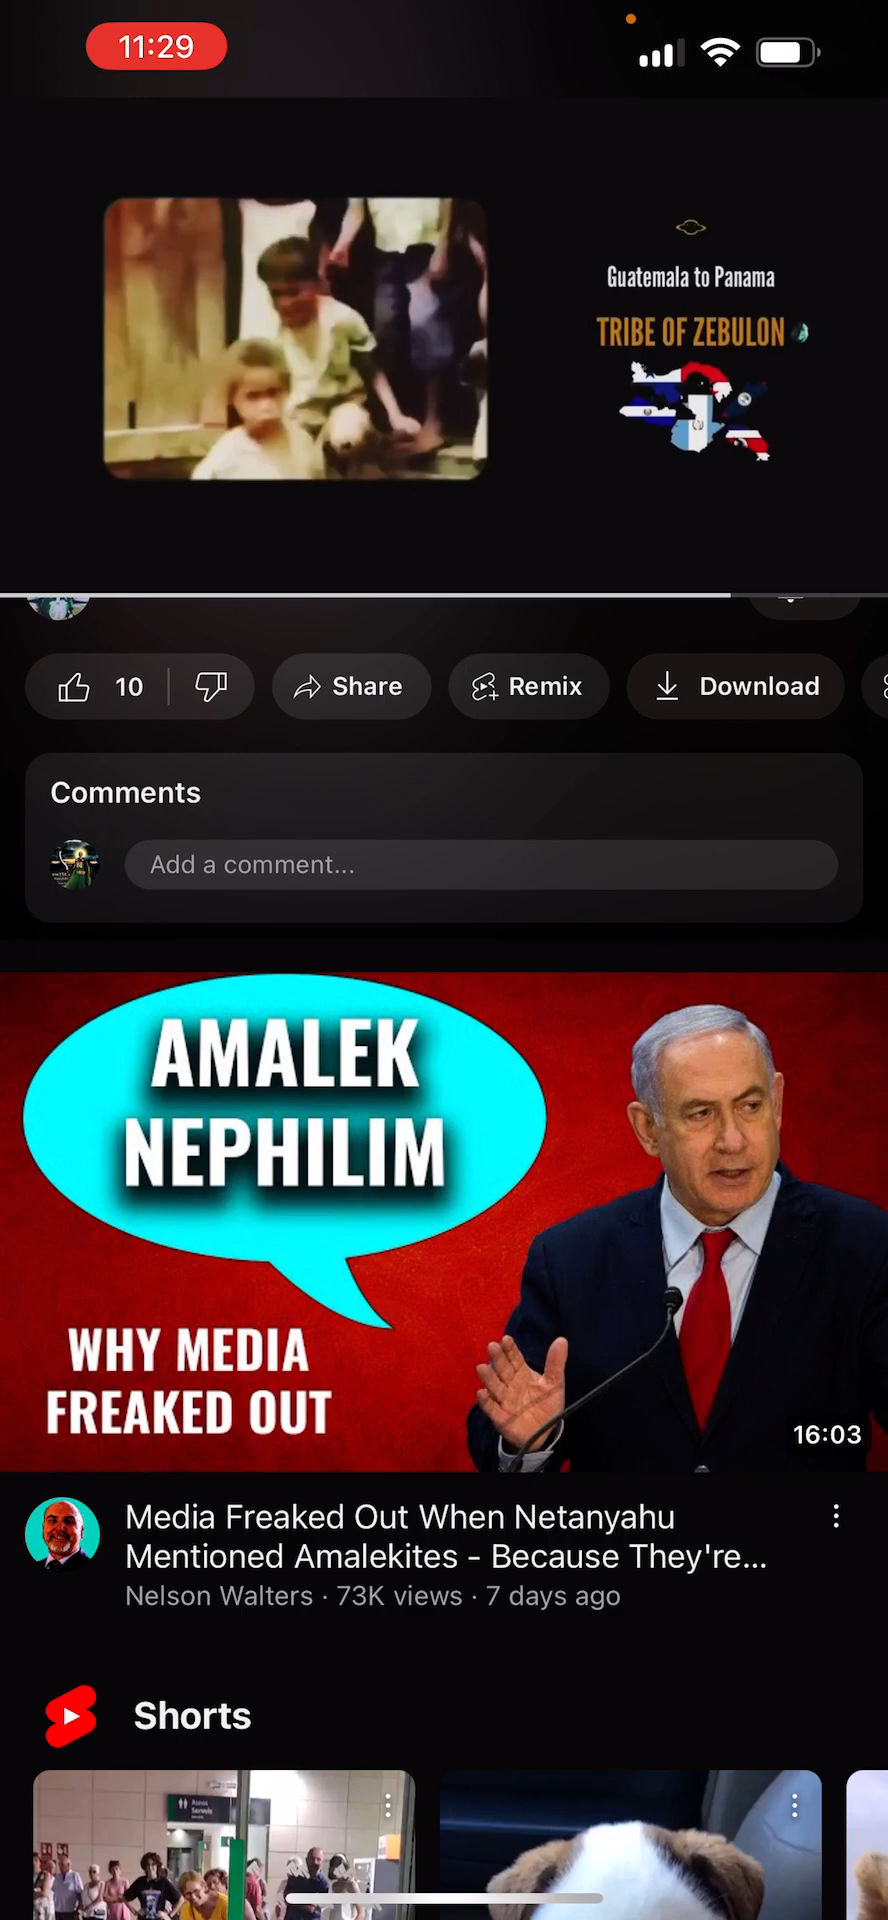 11:29
Guatemala to Panama
TRIBE OF ZEBULON
10
Share
Remix
Download
Comments
Add a comment...
AMALEK
NEPHILIM
WHY MEDIA
FREAKED OUT
16:03
Media Freaked Out When Netanyahu
Mentioned Amalekites - Because They're...
Nelson Walters · 73K views · 7 days ago
Shorts